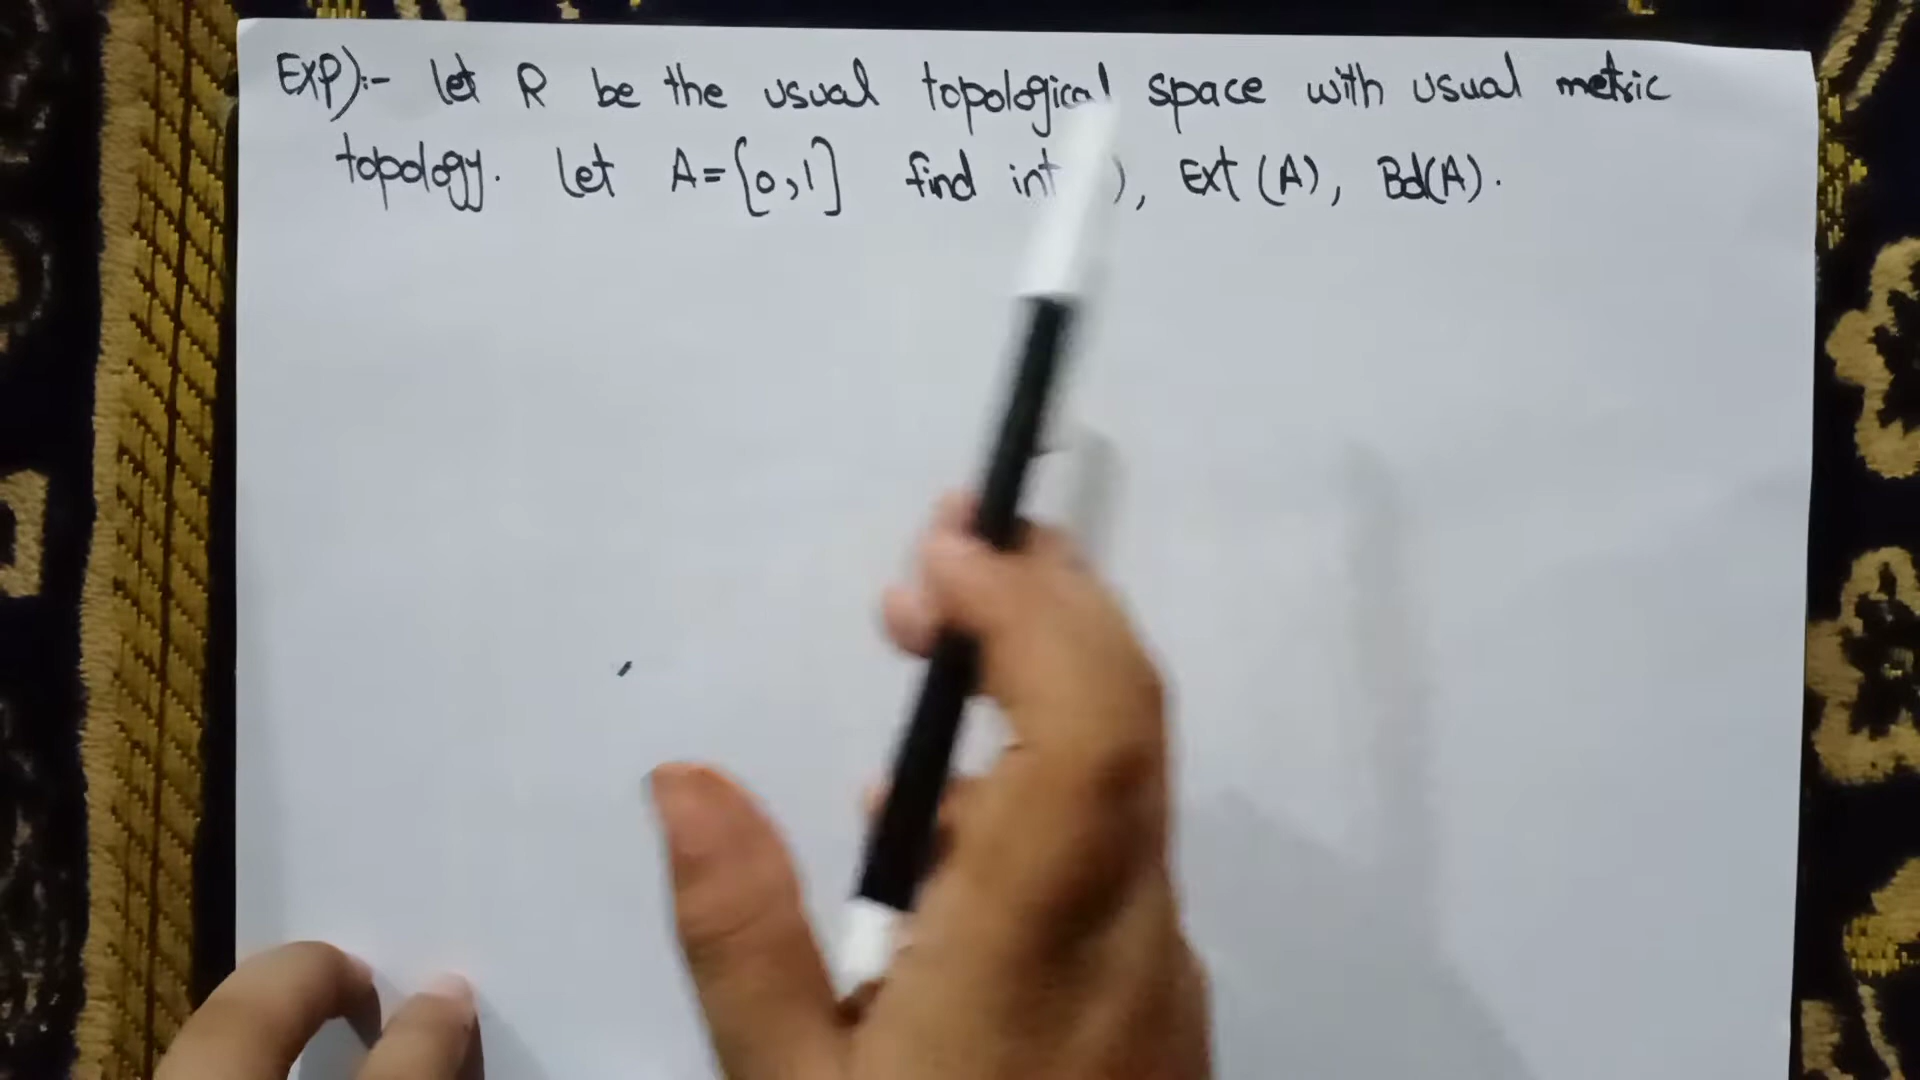 Exp):- let R be the usual topological space with usual metric
topology. let A=[0,1] find int ), Ext (A), Bd(A).